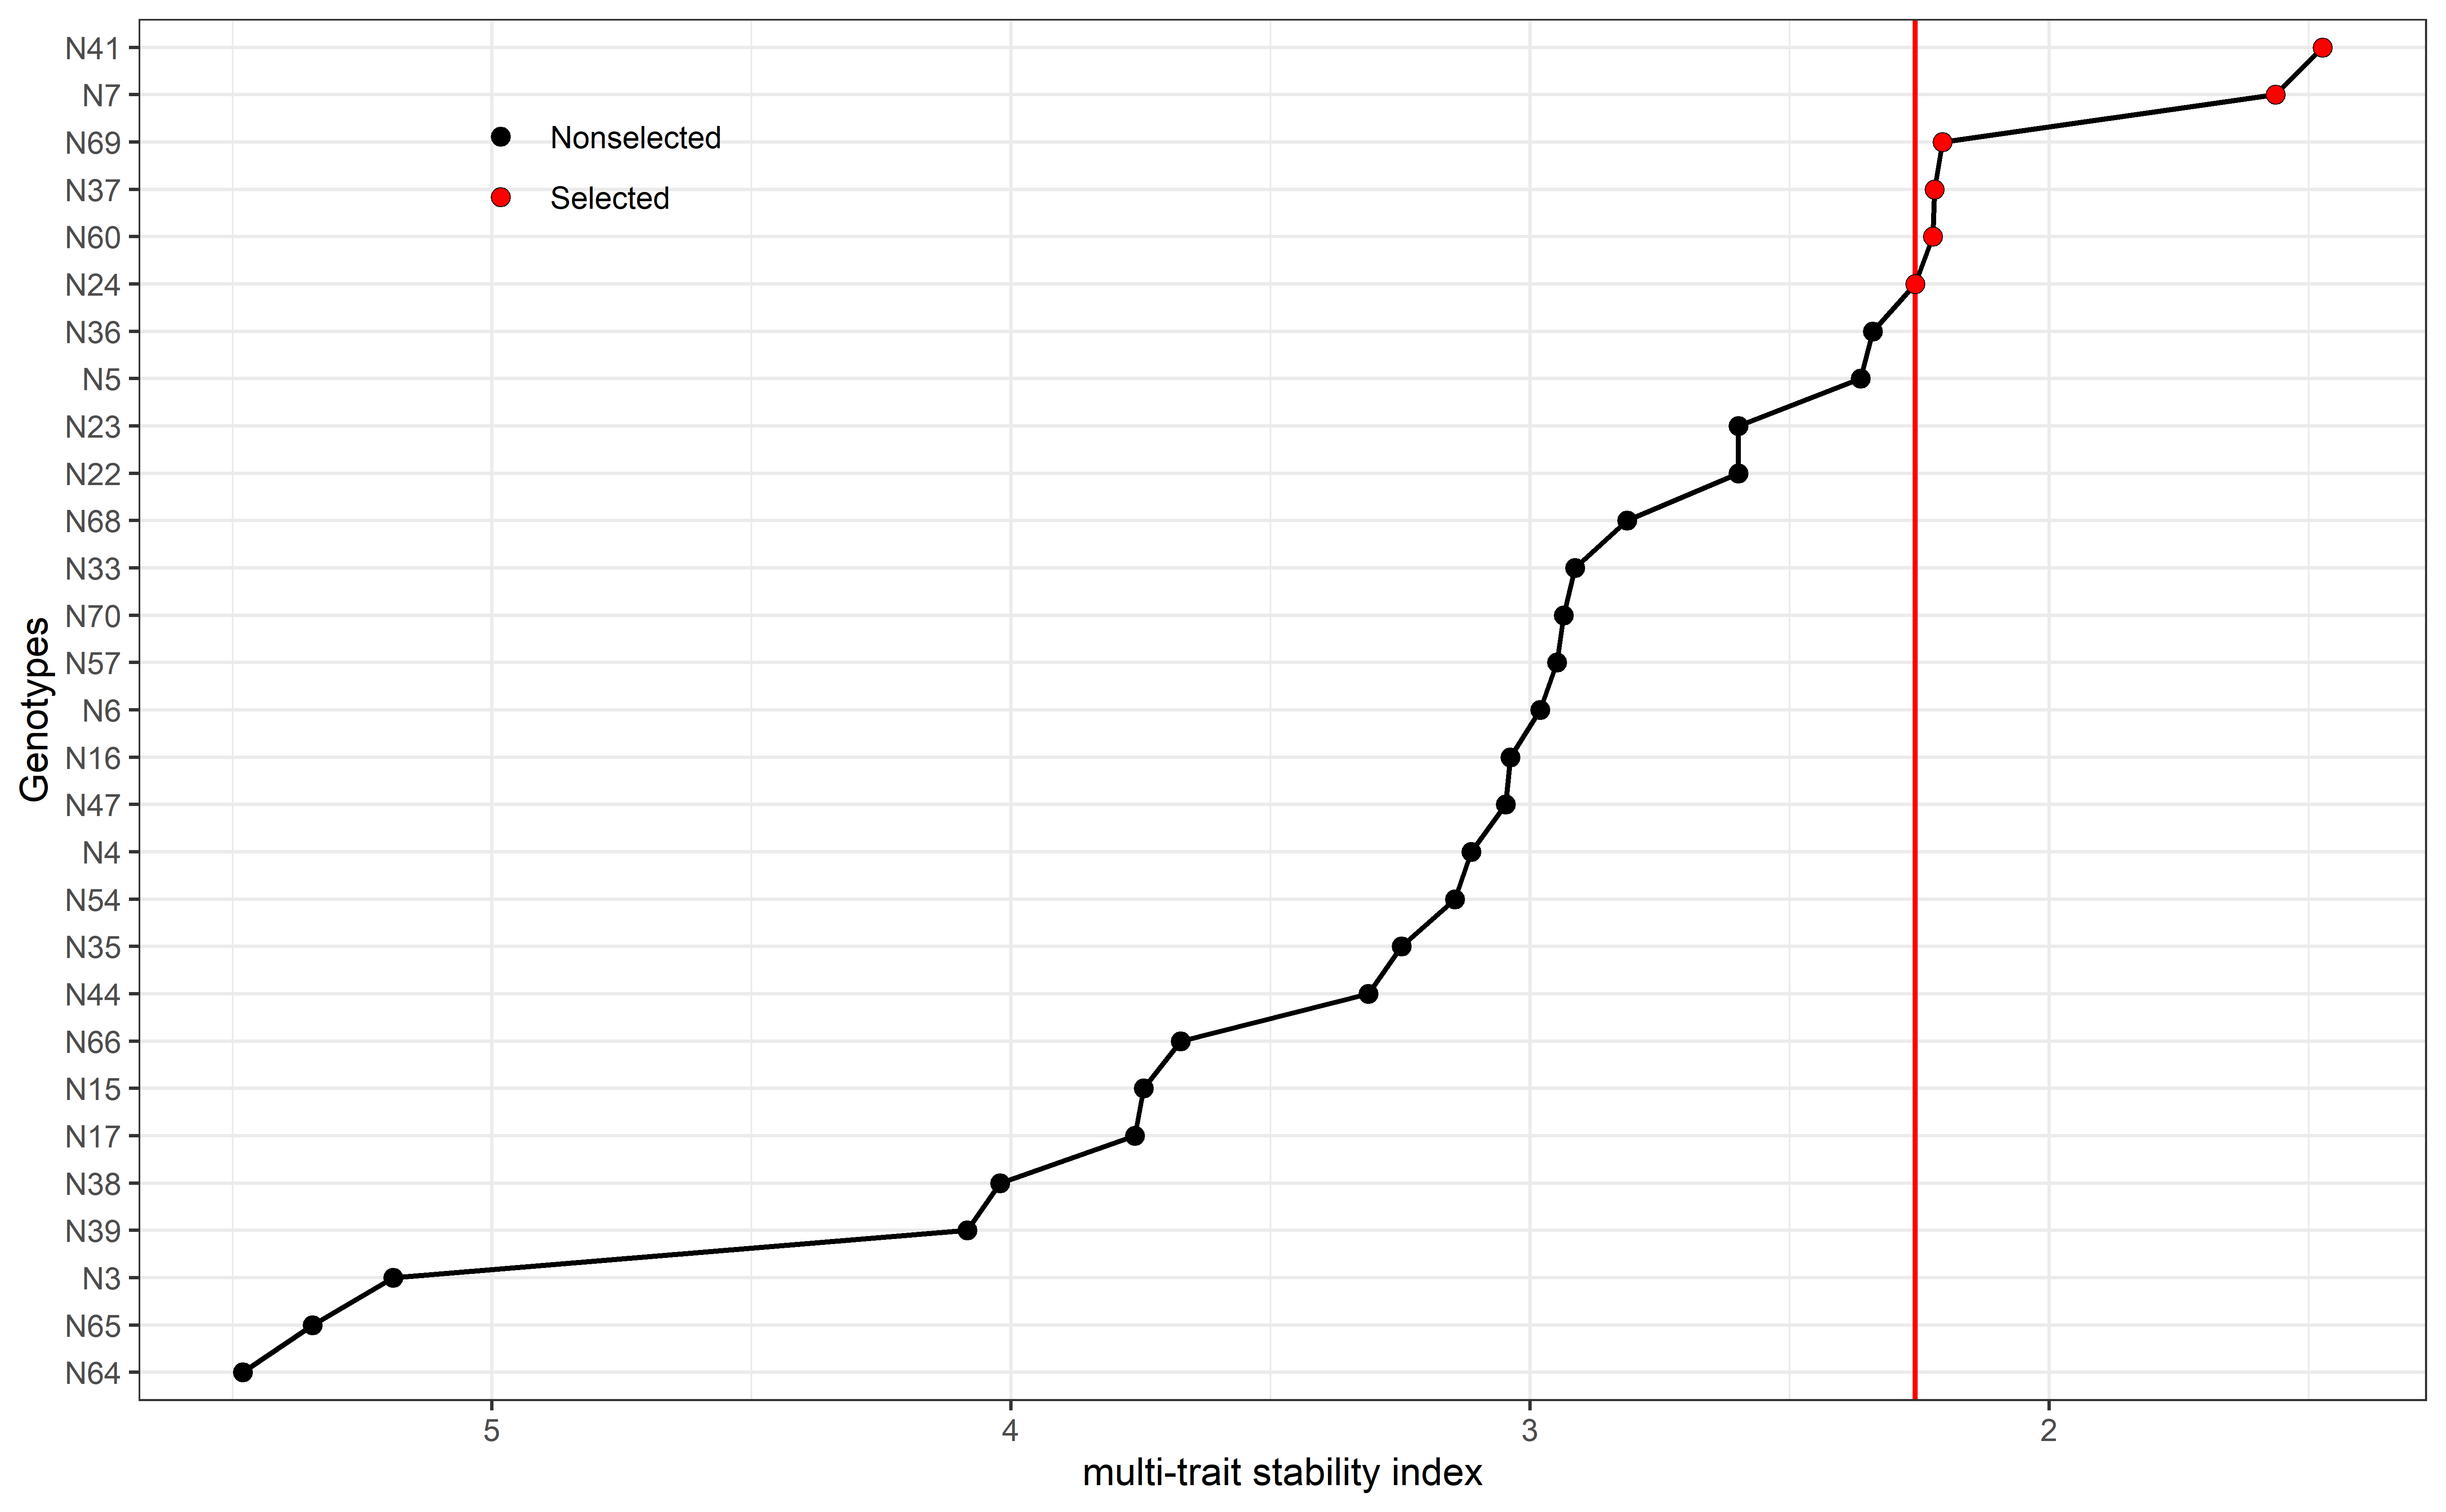 N41
N7
N69
N37
N60
N24
N36
N5
N23
N22
N68
N33
N70
N57
N6
N16
N47
N4
N54
N35
N44
N66
N15
N17
N38
N39
N3
N65
N64
Genotypes
Nonselected
Selected
5 4 3 2
multi-trait stability index